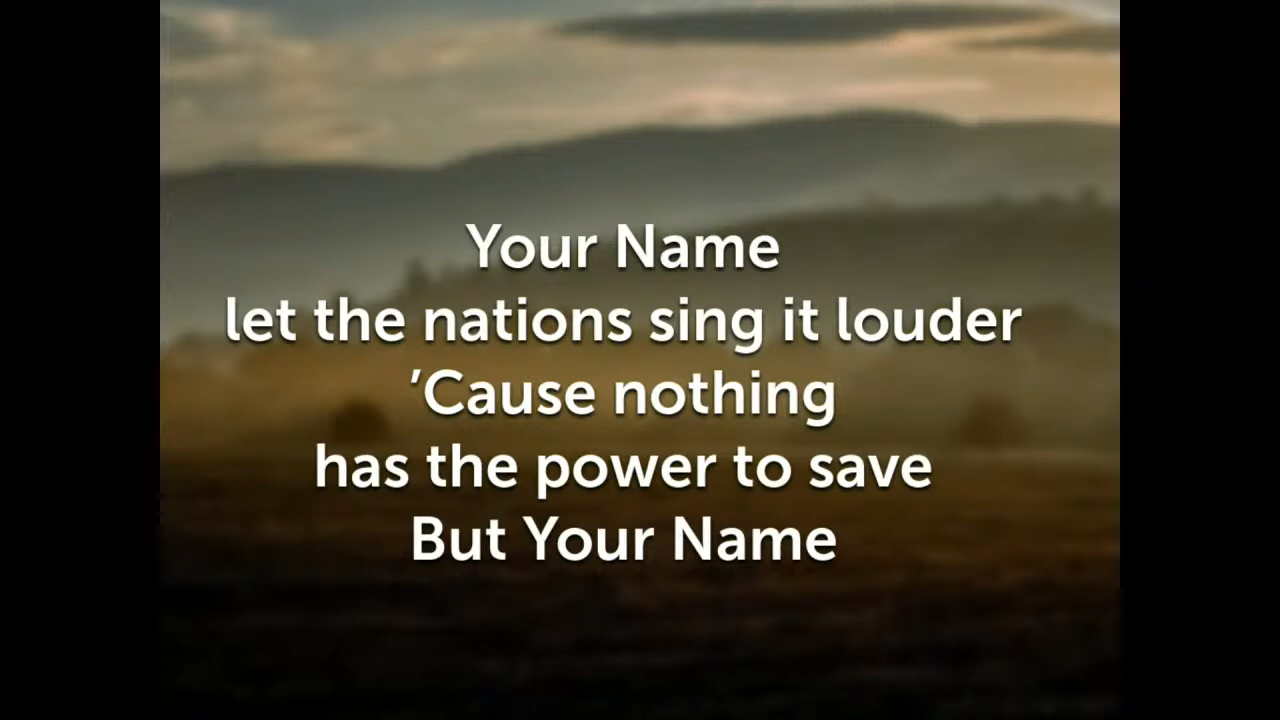 Your Name
let the nations sing it louder
’Cause nothing
has the power to save
But Your Name